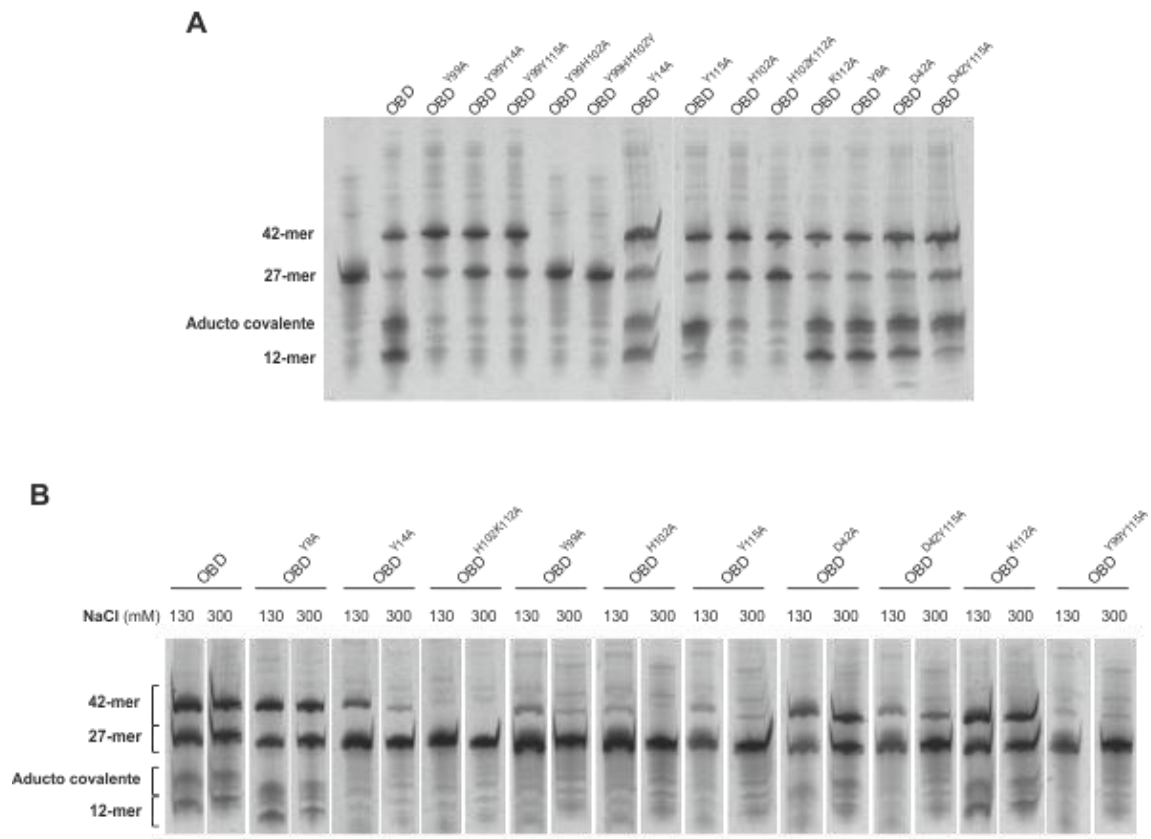 A
OBD
OBD Y99A
OBD Y99Y14A
OBD Y99Y115A
OBD Y99H102A
OBD Y99HH102Y
OBD Y14A
OBD Y115A
OBD H102A
OBD H102K112A
OBD K112A
OBD Y8A
OBD D42A
OBD D42Y115A
42-mer
27-mer
Aducto covalente
12-mer
B
OBD
OBD Y8A
OBD Y14A
OBD H102K112A
OBD Y99A
OBD H102A
OBD Y115A
OBD D42A
OBD D42Y115A
OBD K112A
OBD Y99Y115A
NaCl (mM) 130 300 130 300 130 300 130 300 130 300 130 300 130 300 130 300 130 300 130 300 130 300
42-mer
27-mer
Aducto covalente
12-mer